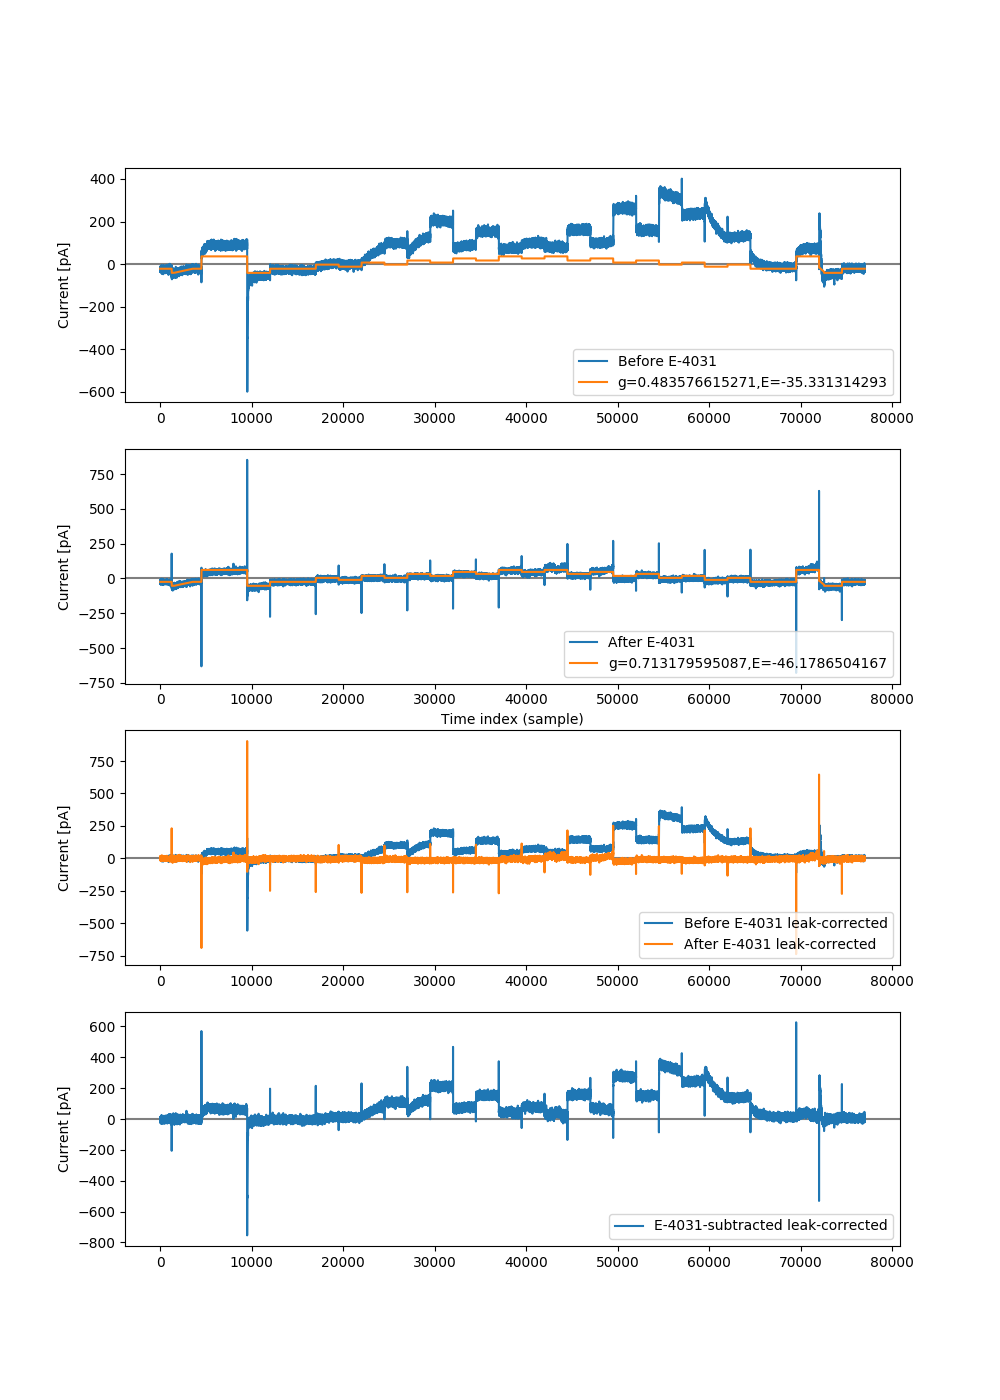 400
200
0
−200
−400
−600
Current [pA]
Before E-4031
g=0.483576615271,E=-35.331314293
0 10000 20000 30000 40000 50000 60000 70000 80000
750
500
250
0
−250
−500
−750
Current [pA]
After E-4031
g=0.713179595087,E=-46.1786504167
0 10000 20000 30000 40000 50000 60000 70000 80000
Time index (sample)
750
500
250
0
−250
−500
−750
Current [pA]
Before E-4031 leak-corrected
After E-4031 leak-corrected
0 10000 20000 30000 40000 50000 60000 70000 80000
600
400
200
0
−200
−400
−600
−800
Current [pA]
E-4031-subtracted leak-corrected
0 10000 20000 30000 40000 50000 60000 70000 80000